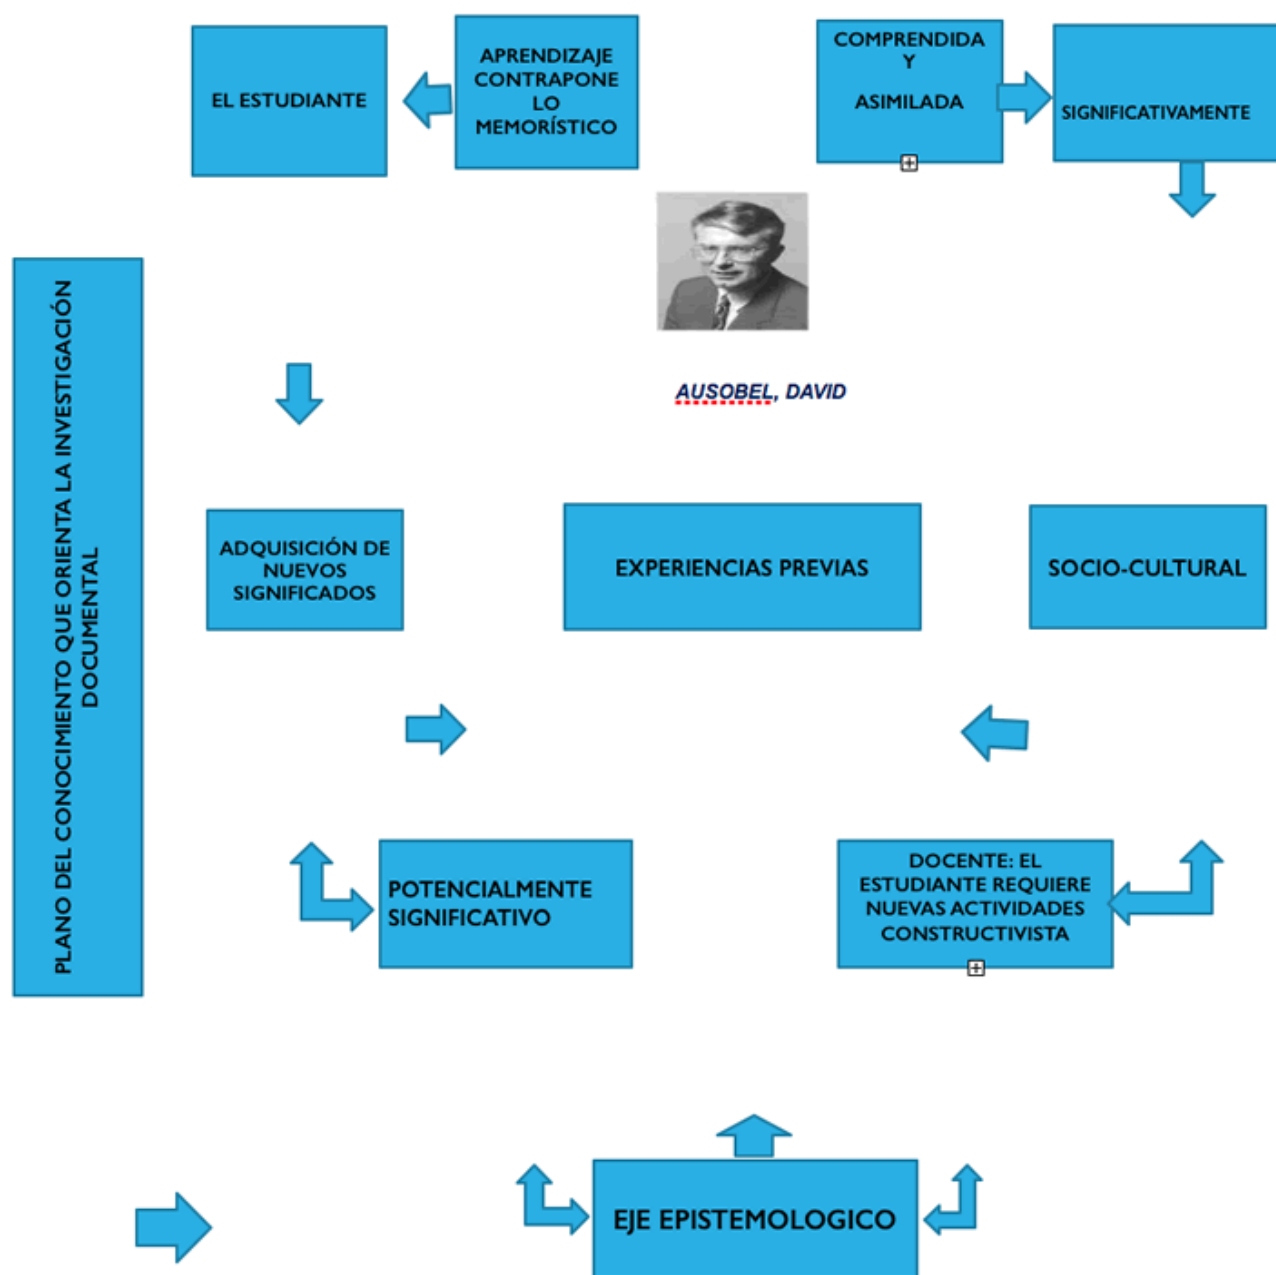 EL ESTUDIANTE
APRENDIZAJE
CONTRAPONE
LO
MEMORÍSTICO
COMPRENDIDA
Y
ASIMILADA
SIGNIFICATIVAMENTE
AUSOBEL, DAVID
PLANO DEL CONOCIMIENTO QUE ORIENTA LA INVESTIGACIÓN
DOCUMENTAL
ADQUISICIÓN DE
NUEVOS
SIGNIFICADOS
EXPERIENCIAS PREVIAS
SOCIO-CULTURAL
POTENCIALMENTE
SIGNIFICATIVO
DOCENTE: EL
ESTUDIANTE REQUIERE
NUEVAS ACTIVIDADES
CONSTRUCTIVISTA
EJE EPISTEMOLOGICO